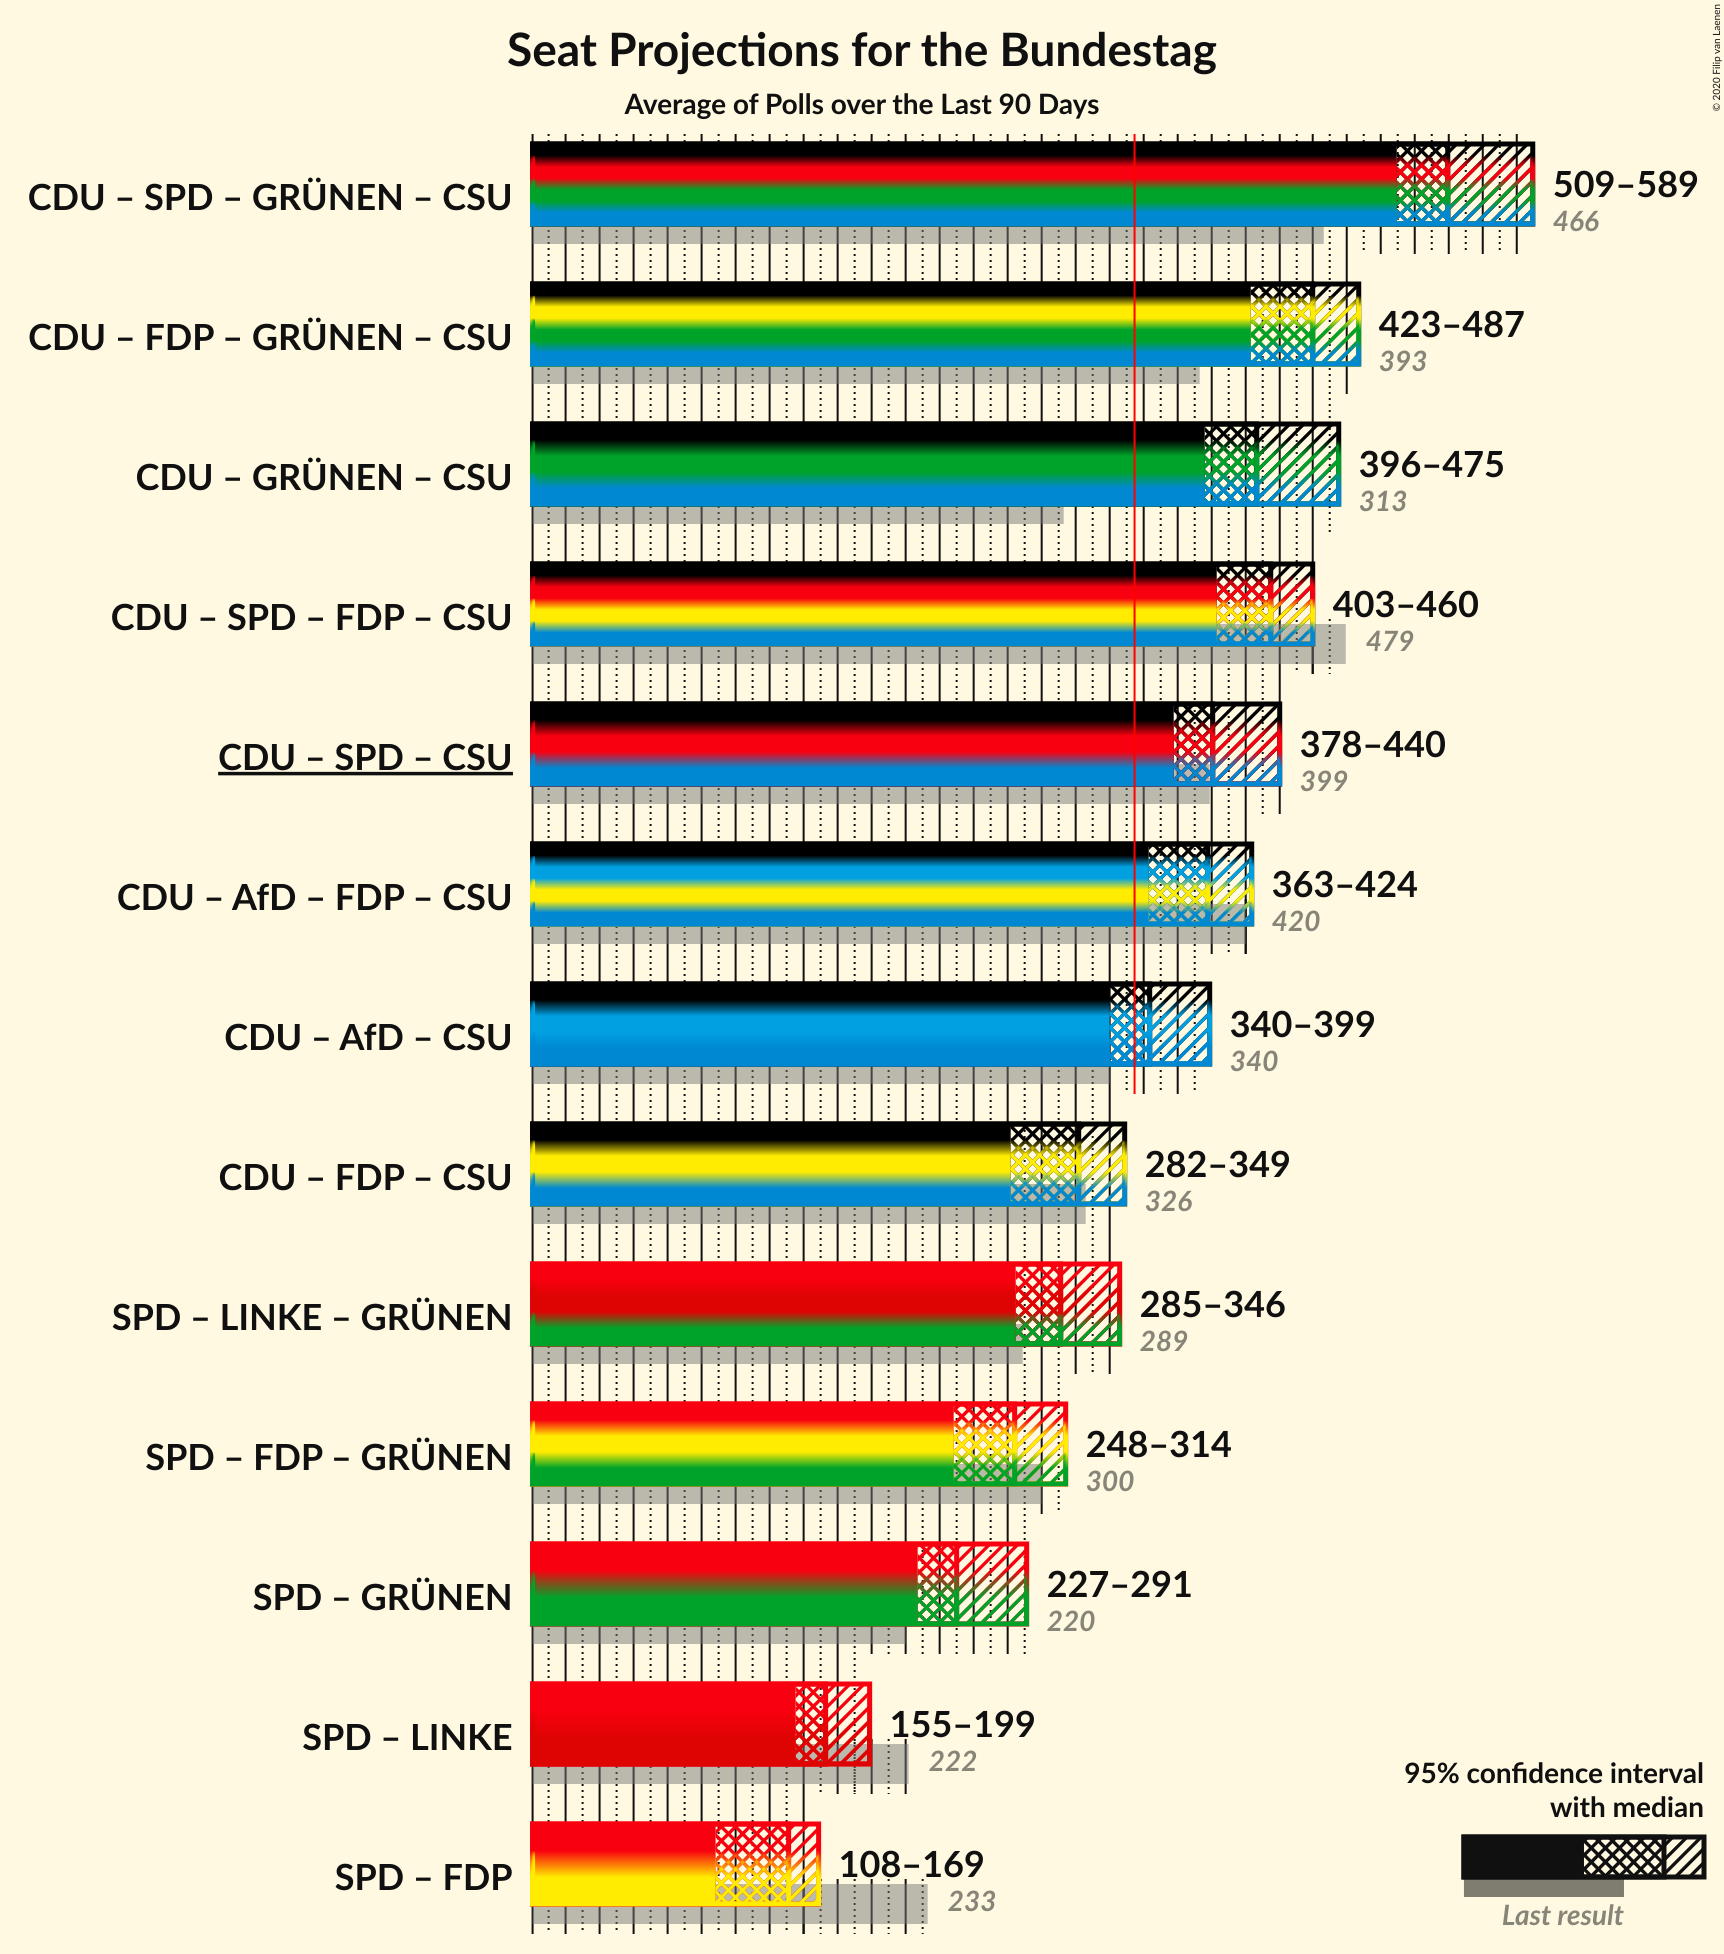 Seat Projections for the Bundestag
Average of Polls over the Last 90 Days
© 2020 Filip van Laenen
CDU – SPD – GRÜNEN – CSU
509–589
466
CDU – FDP – GRÜNEN – CSU
423–487
393
CDU – GRÜNEN – CSU
396–475
313
CDU – SPD – FDP – CSU
403–460
479
CDU – SPD – CSU
378–440
399
CDU – AfD – FDP – CSU
363–424
420
CDU – AfD – CSU
340–399
340
CDU – FDP – CSU
282–349
326
SPD – LINKE – GRÜNEN
285–346
289
SPD – FDP – GRÜNEN
248–314
300
SPD – GRÜNEN
227–291
220
SPD – LINKE
155–199
222
SPD – FDP
108–169
233
95% confidence interval
with median
Last result